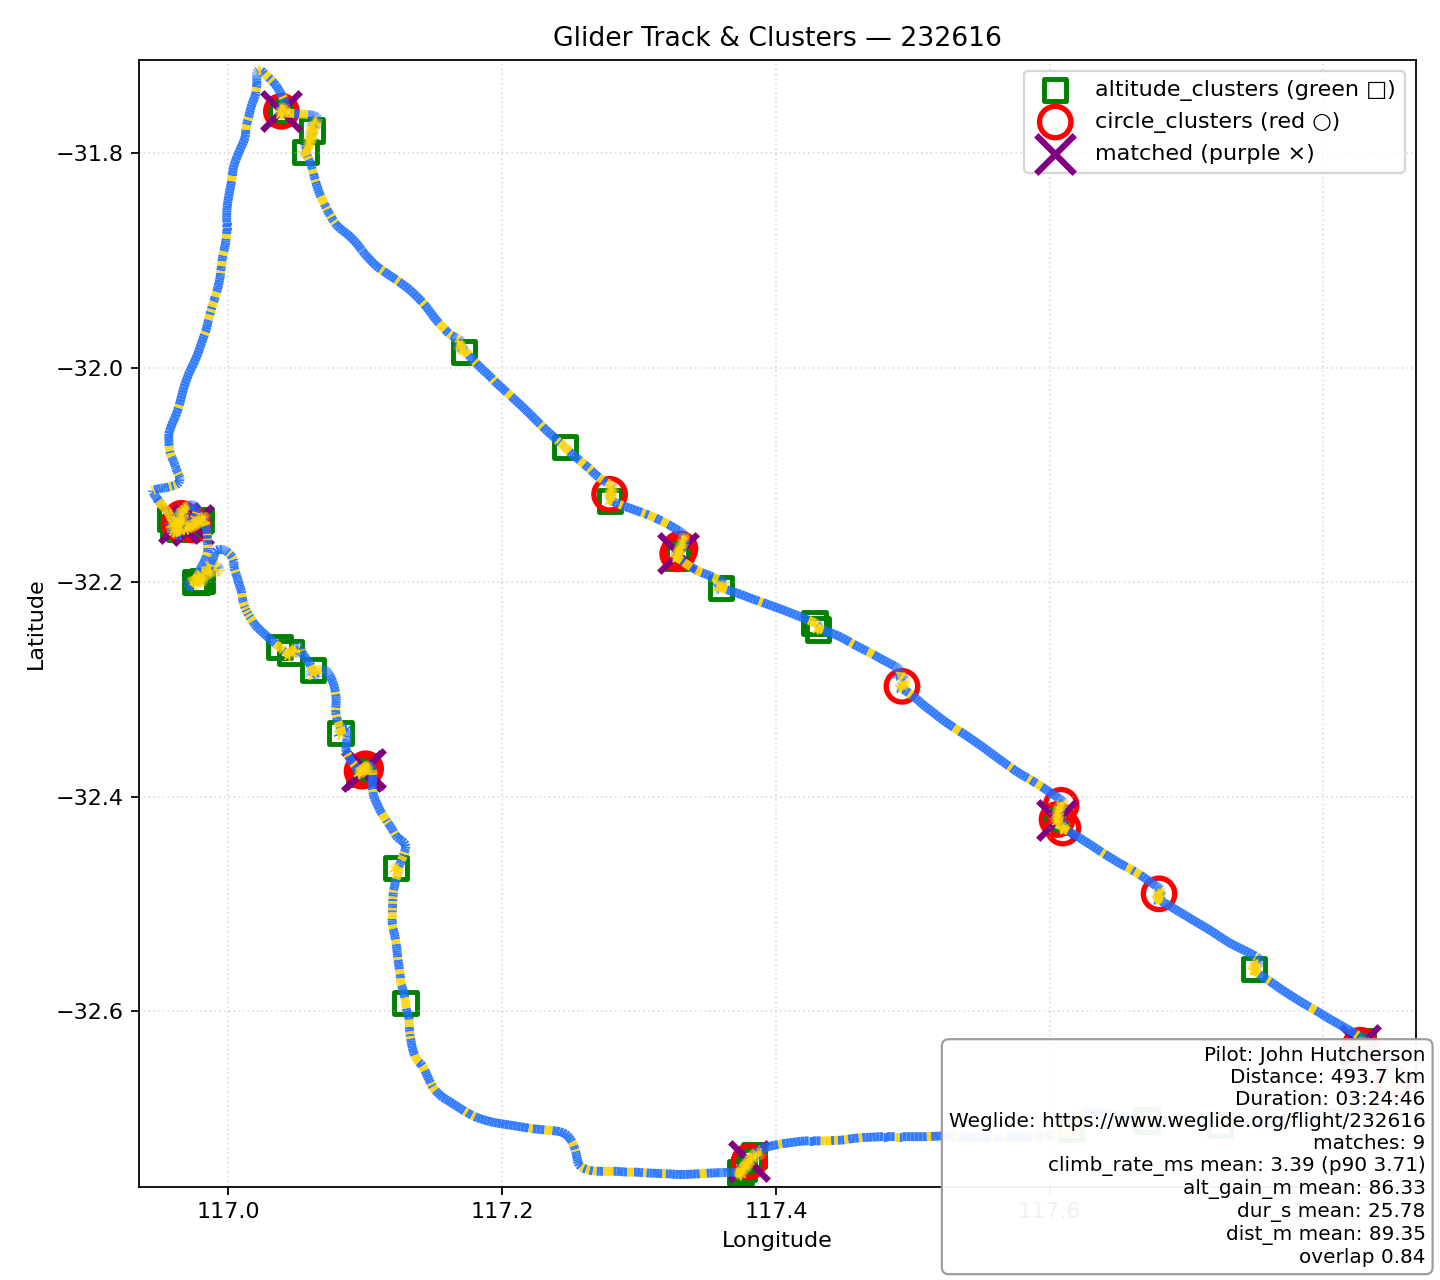 Glider Track & Clusters — 232616
altitude_clusters (green □)
circle_clusters (red ○)
matched (purple ×)
Latitude
−31.8
−32.0
−32.2
−32.4
−32.6
117.0
117.2
117.4
117.6
Longitude
Pilot: John Hutcherson
Distance: 493.7 km
Duration: 03:24:46
Weglide: https://www.weglide.org/flight/232616
matches: 9
climb_rate_ms mean: 3.39 (p90 3.71)
alt_gain_m mean: 86.33
dur_s mean: 25.78
dist_m mean: 89.35
overlap 0.84